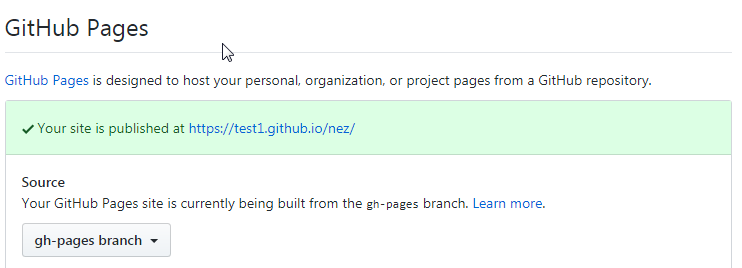 GitHub Pages
GitHub Pages is designed to host your personal, organization, or project pages from a GitHub repository.
Your site is published at https://test1.github.io/nez/
Source
Your GitHub Pages site is currently being built from the gh-pages branch. Learn more.
gh-pages branch